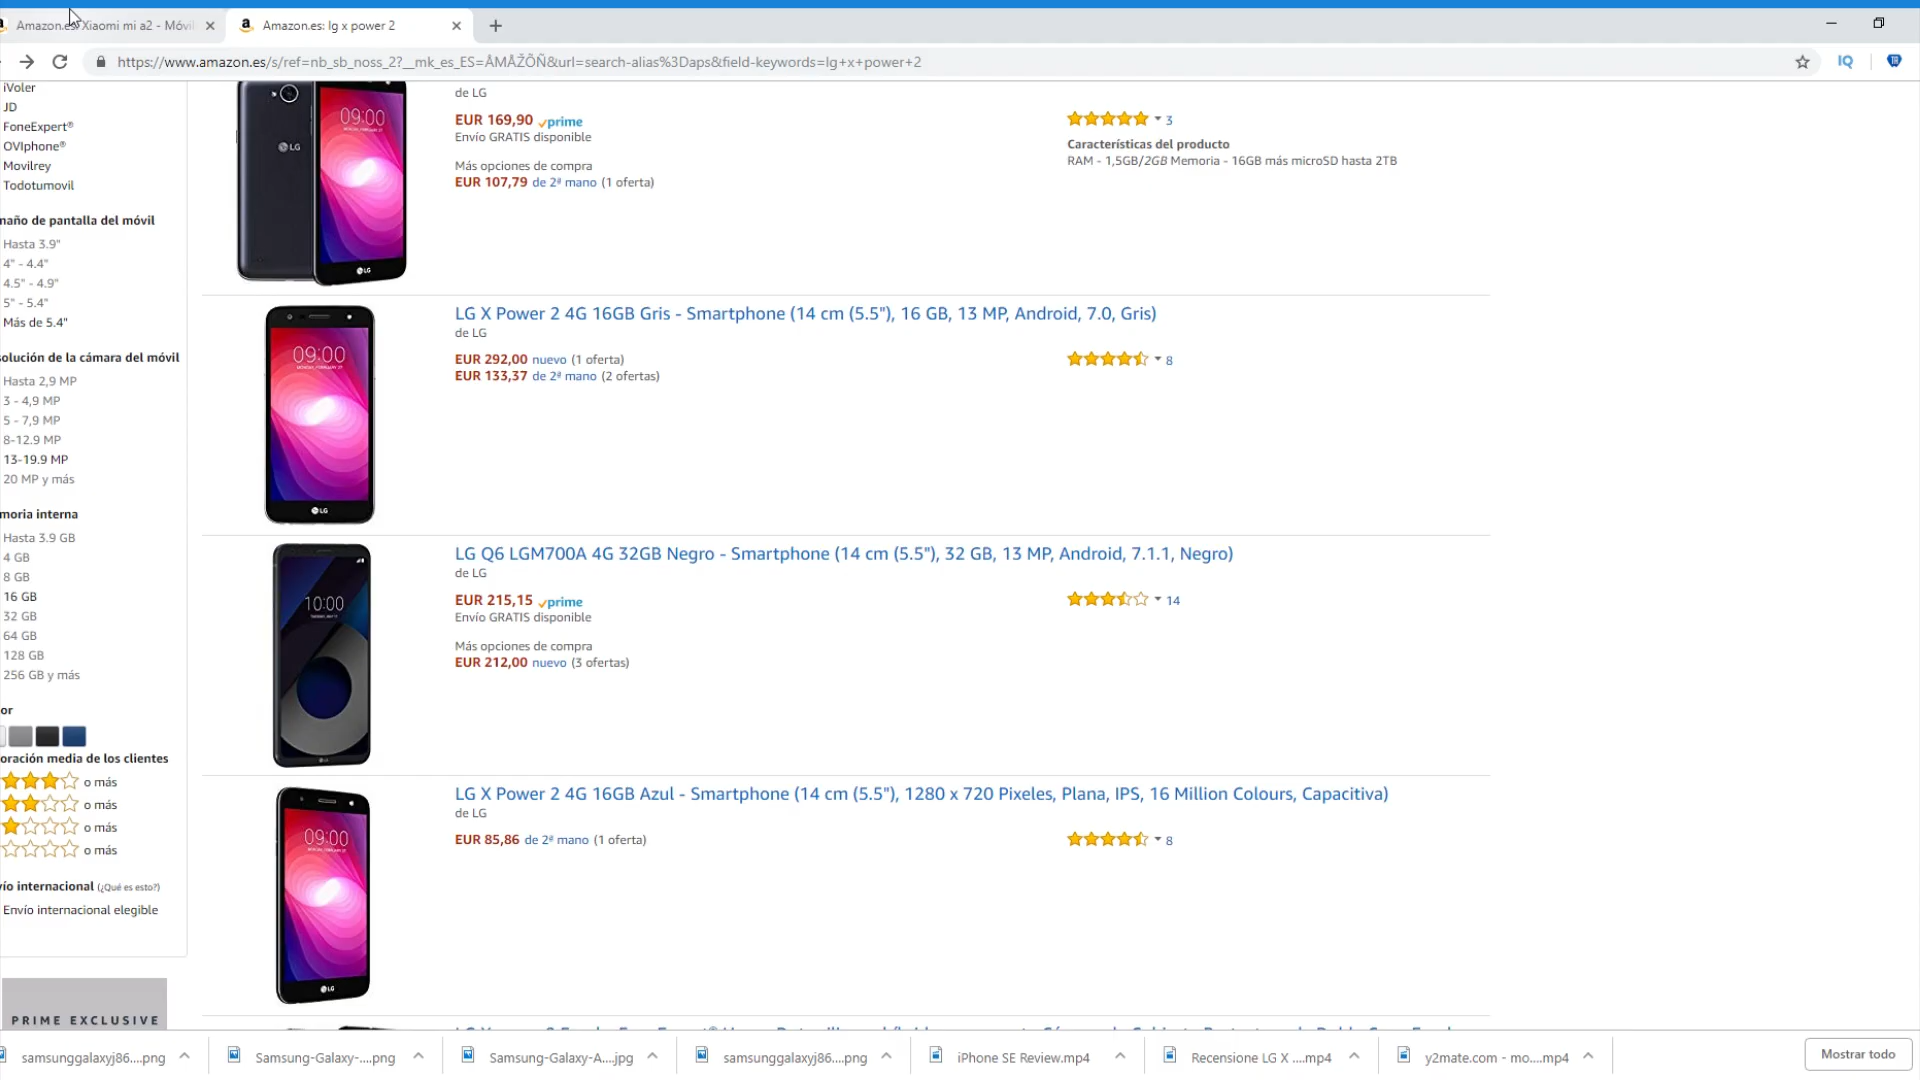 Amazon.es: Xiaomi mi a2 - Móvil
Amazon.es: lg x power 2
https://www.amazon.es/s/ref=nb_sb_noss_2?__mk_es_ES=ÅMÅŽÕÑ&url=search-alias%3Daps&field-keywords=lg+x+power+2
IQ
iVoler
JD
FoneExpert®
OVIphone®
Movilrey
Todotumovil
maño de pantalla del móvil
Hasta 3.9"
4" - 4.4"
4.5" - 4.9"
5" - 5.4"
Más de 5.4"
solución de la cámara del móvil
Hasta 2,9 MP
3 - 4,9 MP
5 - 7,9 MP
8-12.9 MP
13-19.9 MP
20 MP y más
moria interna
Hasta 3.9 GB
4 GB
8 GB
16 GB
32 GB
64 GB
128 GB
256 GB y más
or
oración media de los clientes
o más
o más
o más
o más
vío internacional (¿Qué es esto?)
Envío internacional elegible
PRIME EXCLUSIVE
09:00
LG
LG
de LG
EUR 169,90 prime
Envío GRATIS disponible
Más opciones de compra
EUR 107,79 de 2ª mano (1 oferta)
3
Características del producto
RAM - 1,5GB/2GB Memoria - 16GB más microSD hasta 2TB
09:00
LG
LG X Power 2 4G 16GB Gris - Smartphone (14 cm (5.5"), 16 GB, 13 MP, Android, 7.0, Gris)
de LG
EUR 292,00 nuevo (1 oferta)
EUR 133,37 de 2ª mano (2 ofertas)
8
10:00
LG Q6 LGM700A 4G 32GB Negro - Smartphone (14 cm (5.5"), 32 GB, 13 MP, Android, 7.1.1, Negro)
de LG
EUR 215,15 prime
Envío GRATIS disponible
Más opciones de compra
EUR 212,00 nuevo (3 ofertas)
14
09:00
LG
LG X Power 2 4G 16GB Azul - Smartphone (14 cm (5.5"), 1280 x 720 Pixeles, Plana, IPS, 16 Million Colours, Capacitiva)
de LG
EUR 85,86 de 2ª mano (1 oferta)
8
samsunggalaxyj86....png
Samsung-Galaxy-....png
Samsung-Galaxy-A....jpg
samsunggalaxyj86....png
iPhone SE Review.mp4
Recensione LG X ....mp4
y2mate.com - mo....mp4
Mostrar todo